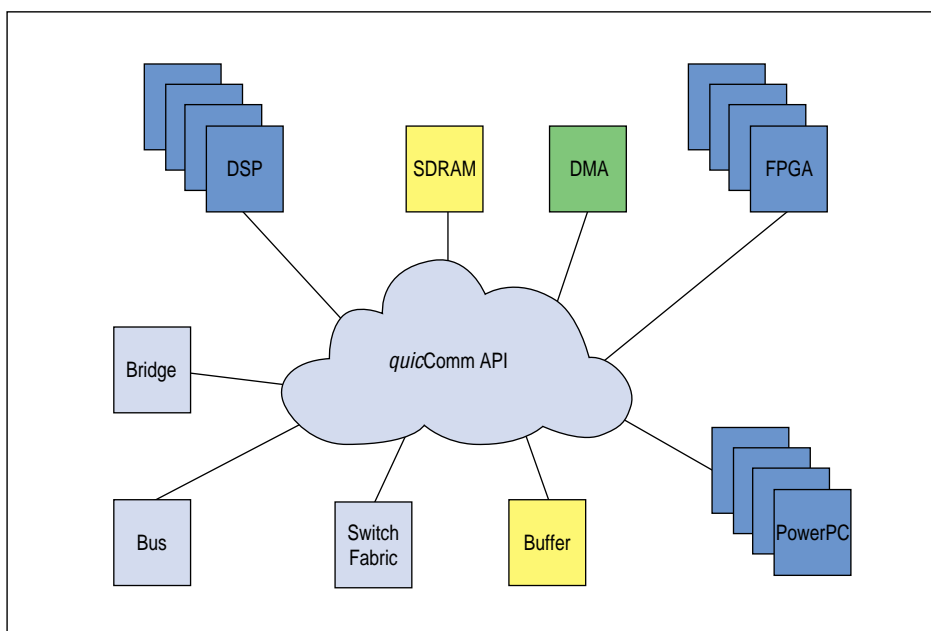 DSP
SDRAM
DMA
FPGA
quicComm API
Bridge
Bus
Switch
Fabric
Buffer
PowerPC